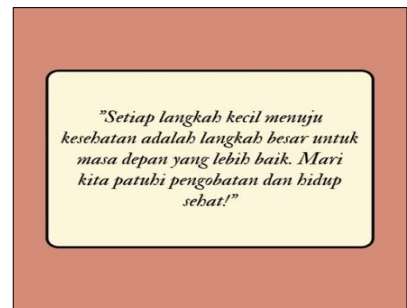 ”Setiap langkah kecil menuju
kesehatan adalah langkah besar untuk
masa depan yang lebih baik. Mari
kita patuhi pengobatan dan hidup
sehat!”